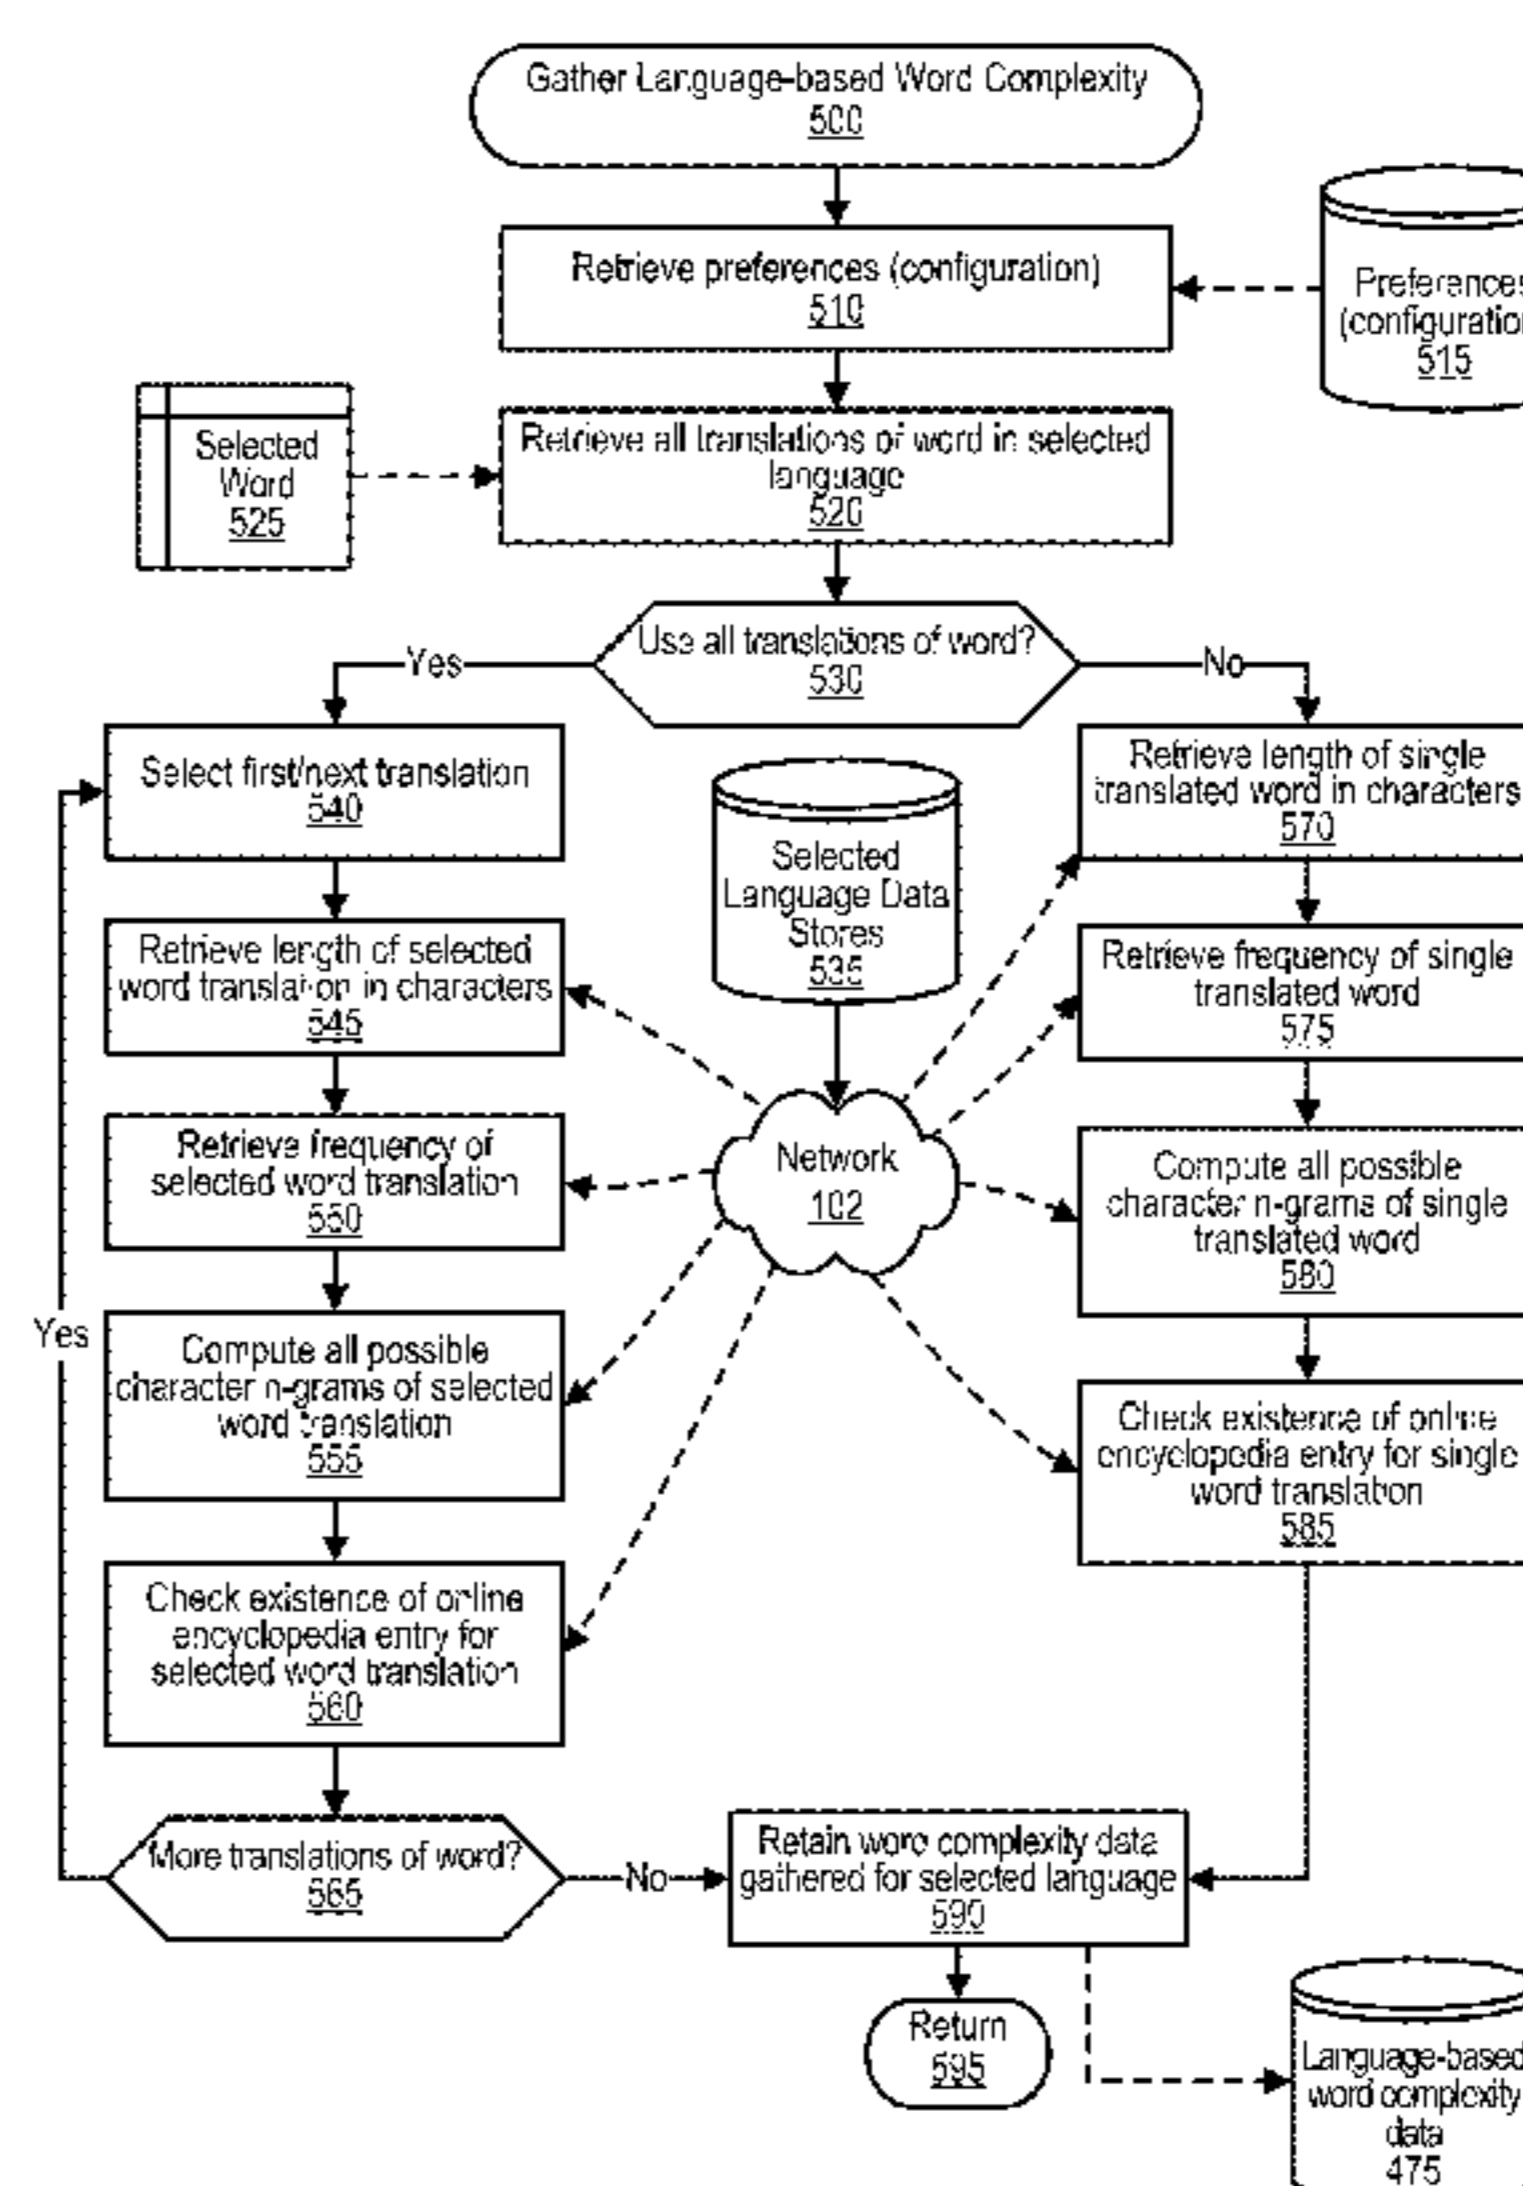 Gather Language-based Word Complexity
500
Retrieve preferences (configuration)
510
Preferences
(configuration
515
Selected
Word
525
Retrieve all translations of word in selected
language
520
Use all translations of word?
530
Yes
No
Select first/next translation
540
Selected
Language Data
Stores
535
Retrieve length of single
translated word in characters
570
Retrieve length of selected
word translation in characters
545
Retrieve frequency of single
translated word
575
Retrieve frequency of
selected word translation
550
Network
102
Compute all possible
character n-grams of single
translated word
580
Yes
Compute all possible
character n-grams of selected
word translation
555
Check existence of online
encyclopedia entry for single
word translation
585
Check existence of online
encyclopedia entry for
selected word translation
560
More translations of word?
565
No
Retain word complexity data
gathered for selected language
590
Return
595
Language-based
word complexity
data
475